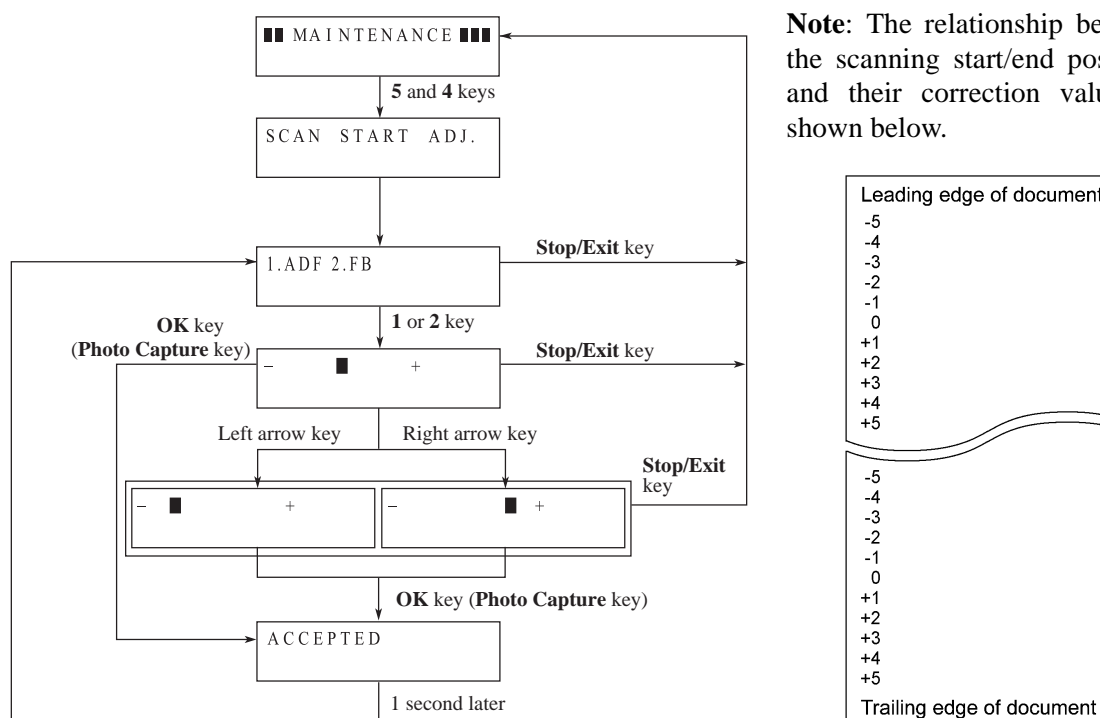 ■■ MAINTENANCE ■■■
5 and 4 keys
SCAN START ADJ.
1.ADF 2.FB
Stop/Exit key
1 or 2 key
OK key
(Photo Capture key)
– ■ +
Stop/Exit key
Left arrow key Right arrow key
Stop/Exit
key
– ■ +
– ■ +
OK key (Photo Capture key)
ACCEPTED
1 second later
Note: The relationship
the scanning start/end
and their correction
shown below.
Leading edge of document
-5
-4
-3
-2
-1
0
+1
+2
+3
+4
+5
-5
-4
-3
-2
-1
0
+1
+2
+3
+4
+5
Trailing edge of document